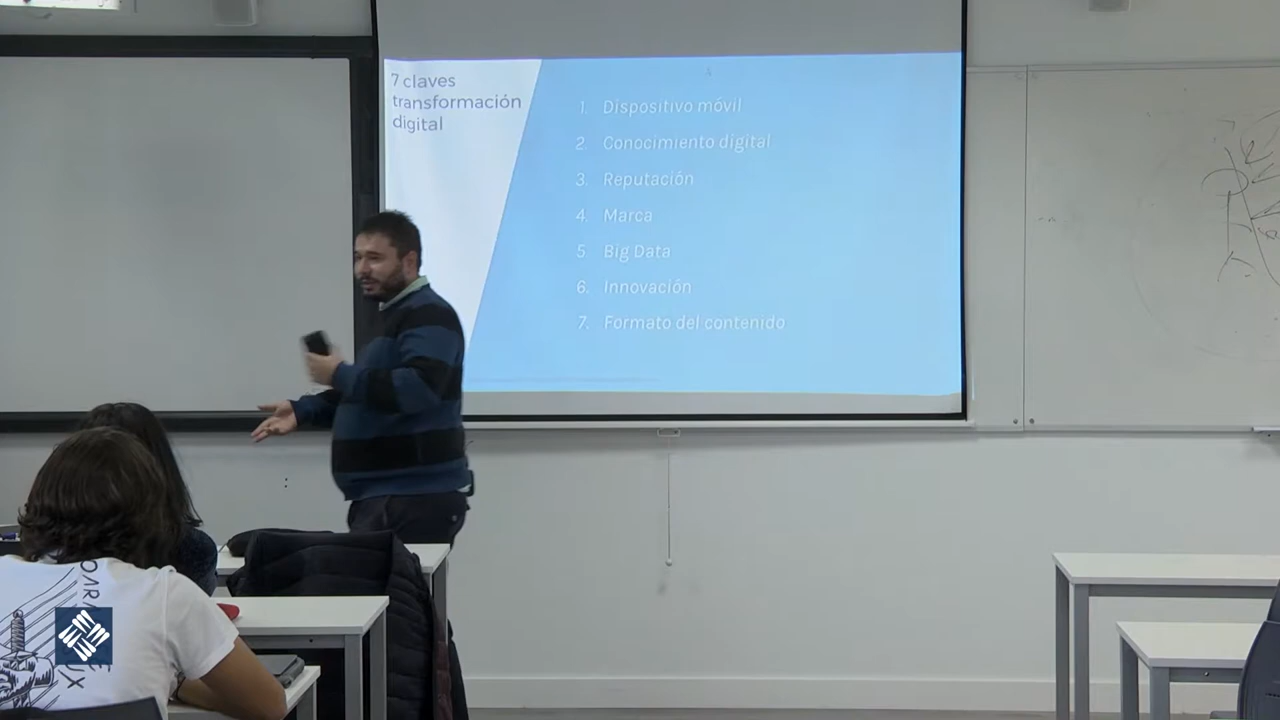 7 claves
transformación
digital
1. Dispositivo móvil
2. Conocimiento digital
3. Reputación
4. Marca
5. Big Data
6. Innovación
7. Formato del contenido